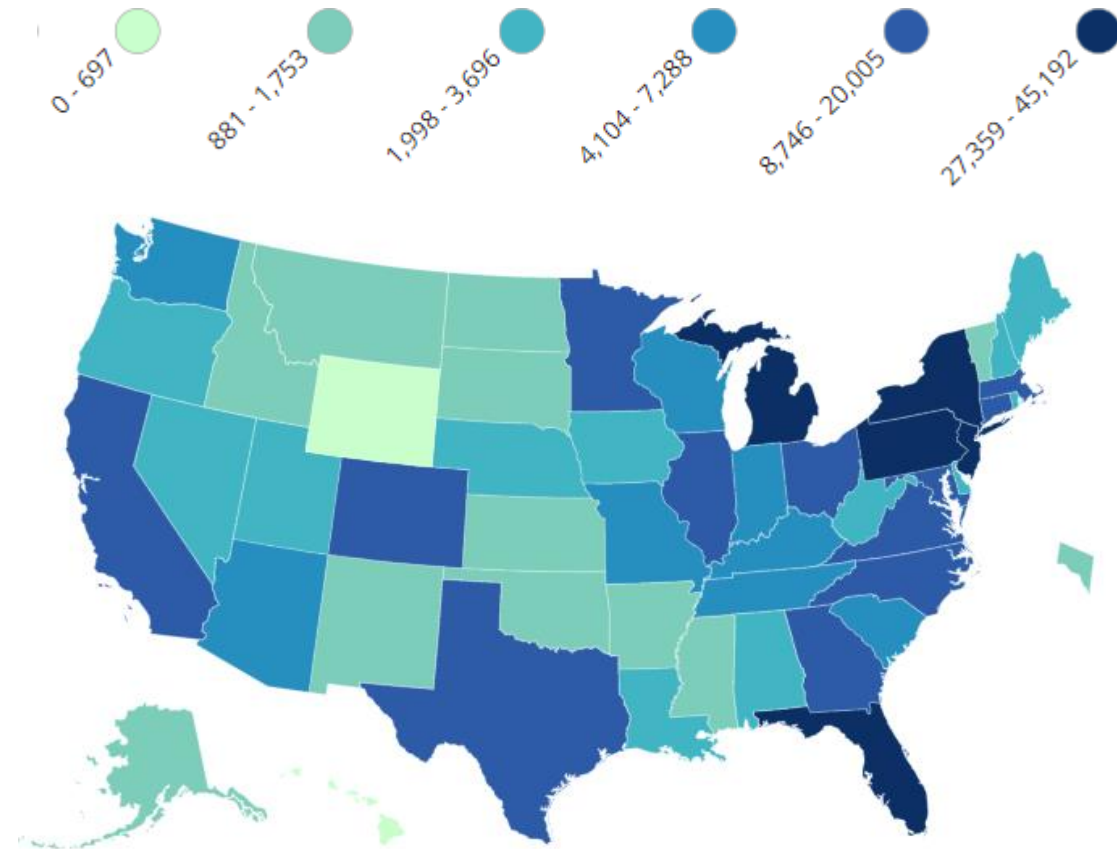 0 - 697
881 - 1,753
1,998 - 3,696
4,104 - 7,288
8,746 - 20,005
27,359 - 45,192